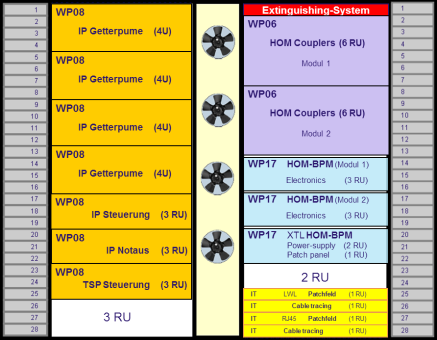 1
2
3
4
5
6
7
8
9
10
11
12
13
14
15
16
17
18
19
20
21
22
23
24
25
26
27
28
WP08
IP Getterpume (4U)
WP08
IP Getterpume (4U)
WP08
IP Getterpume (4U)
WP08
IP Getterpume (4U)
WP08
IP Steuerung (3 RU)
WP08
IP Notaus (3 RU)
WP08
TSP Steuerung (3 RU)
3 RU
Extinguishing-System
WP06
HOM Couplers (6 RU)
Modul 1
WP06
HOM Couplers (6 RU)
Modul 2
WP17 HOM-BPM (Modul 1)
Electronics (3 RU)
WP17 HOM-BPM (Modul 2)
Electronics (3 RU)
WP17 XTL HOM-BPM
Power-supply (2 RU)
Patch panel (1 RU)
2 RU
IT LWL Patchfeld (1 RU)
IT Cable tracing (1 RU)
IT RJ45 Patchfeld (1 RU)
IT Cable tracing (1 RU)
1
2
3
4
5
6
7
8
9
10
11
12
13
14
15
16
17
18
19
20
21
22
23
24
25
26
27
28